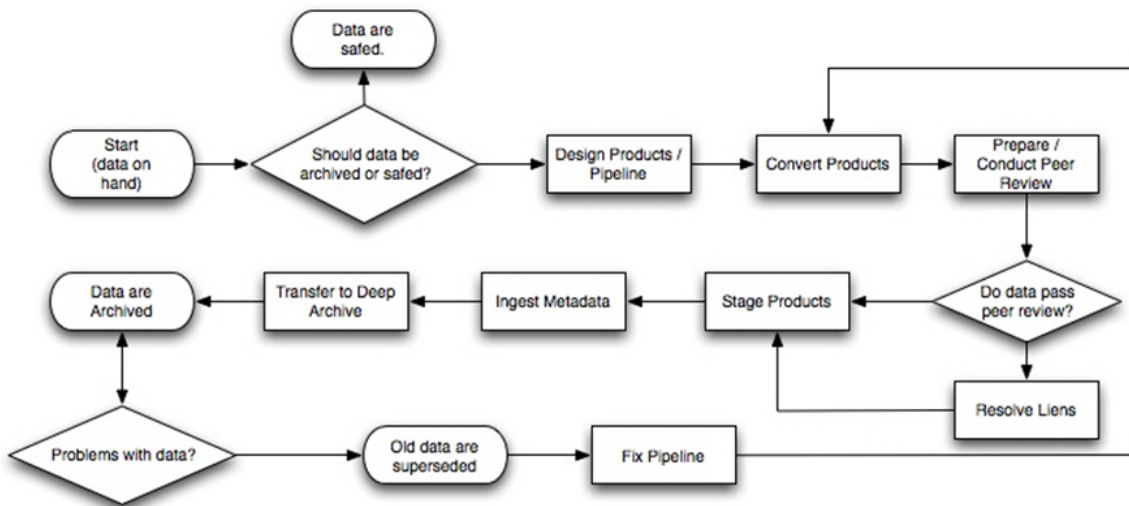 Data are
safed.
Start
(data on
hand)
Should data be
archived or safed?
Design Products /
Pipeline
Convert Products
Prepare /
Conduct Peer
Review
Data are
Archived
Transfer to Deep
Archive
Ingest Metadata
Stage Products
Do data pass
peer review?
Resolve Liens
Problems with data?
Old data are
superseded
Fix Pipeline